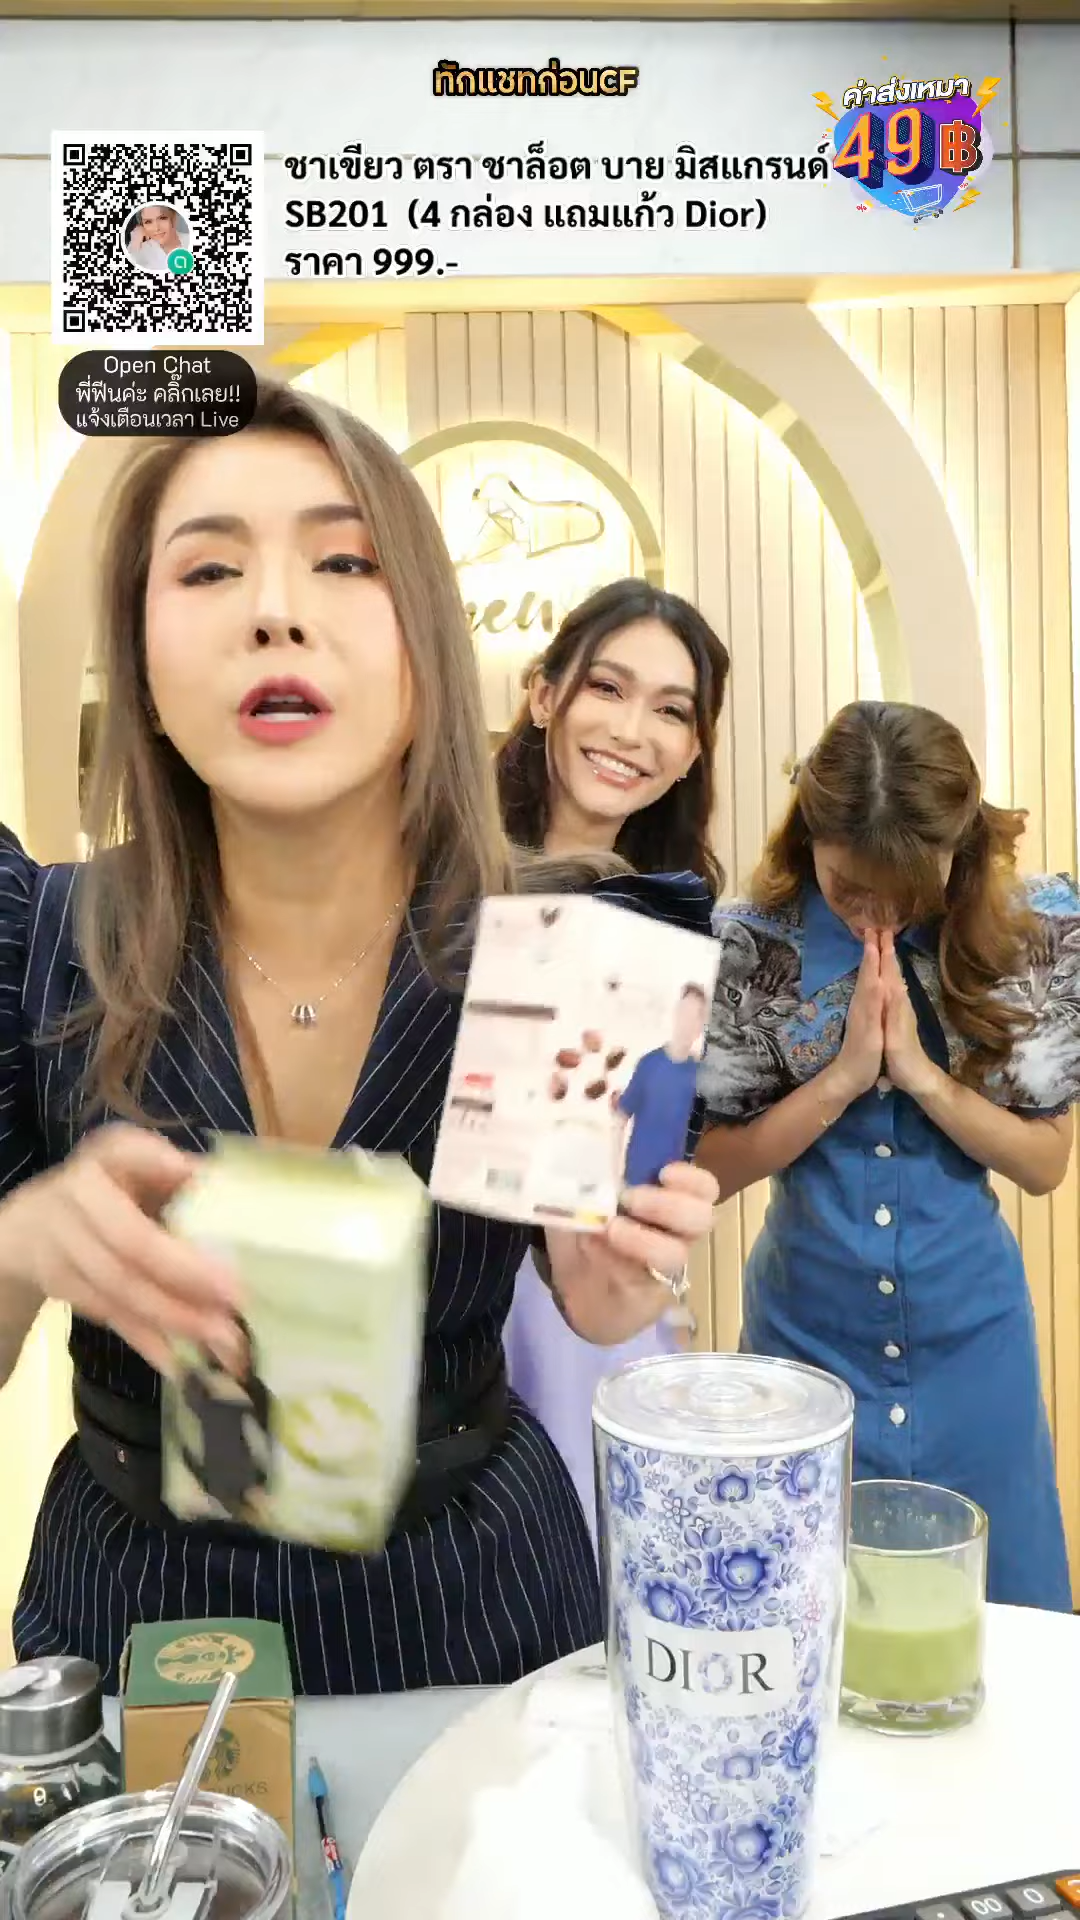 ทักแชทก่อนCF
ค่าส่งเหมา
49฿
ชาเขียว ตรา ชาล็อต บาย มิสแกรนด์
SB201 (4 กล่อง แถมแก้ว Dior)
ราคา 999.-
Open Chat
พี่ฟีนค่ะ คลิ๊กเลย!!
แจ้งเตือนเวลา Live
DIOR
00
0